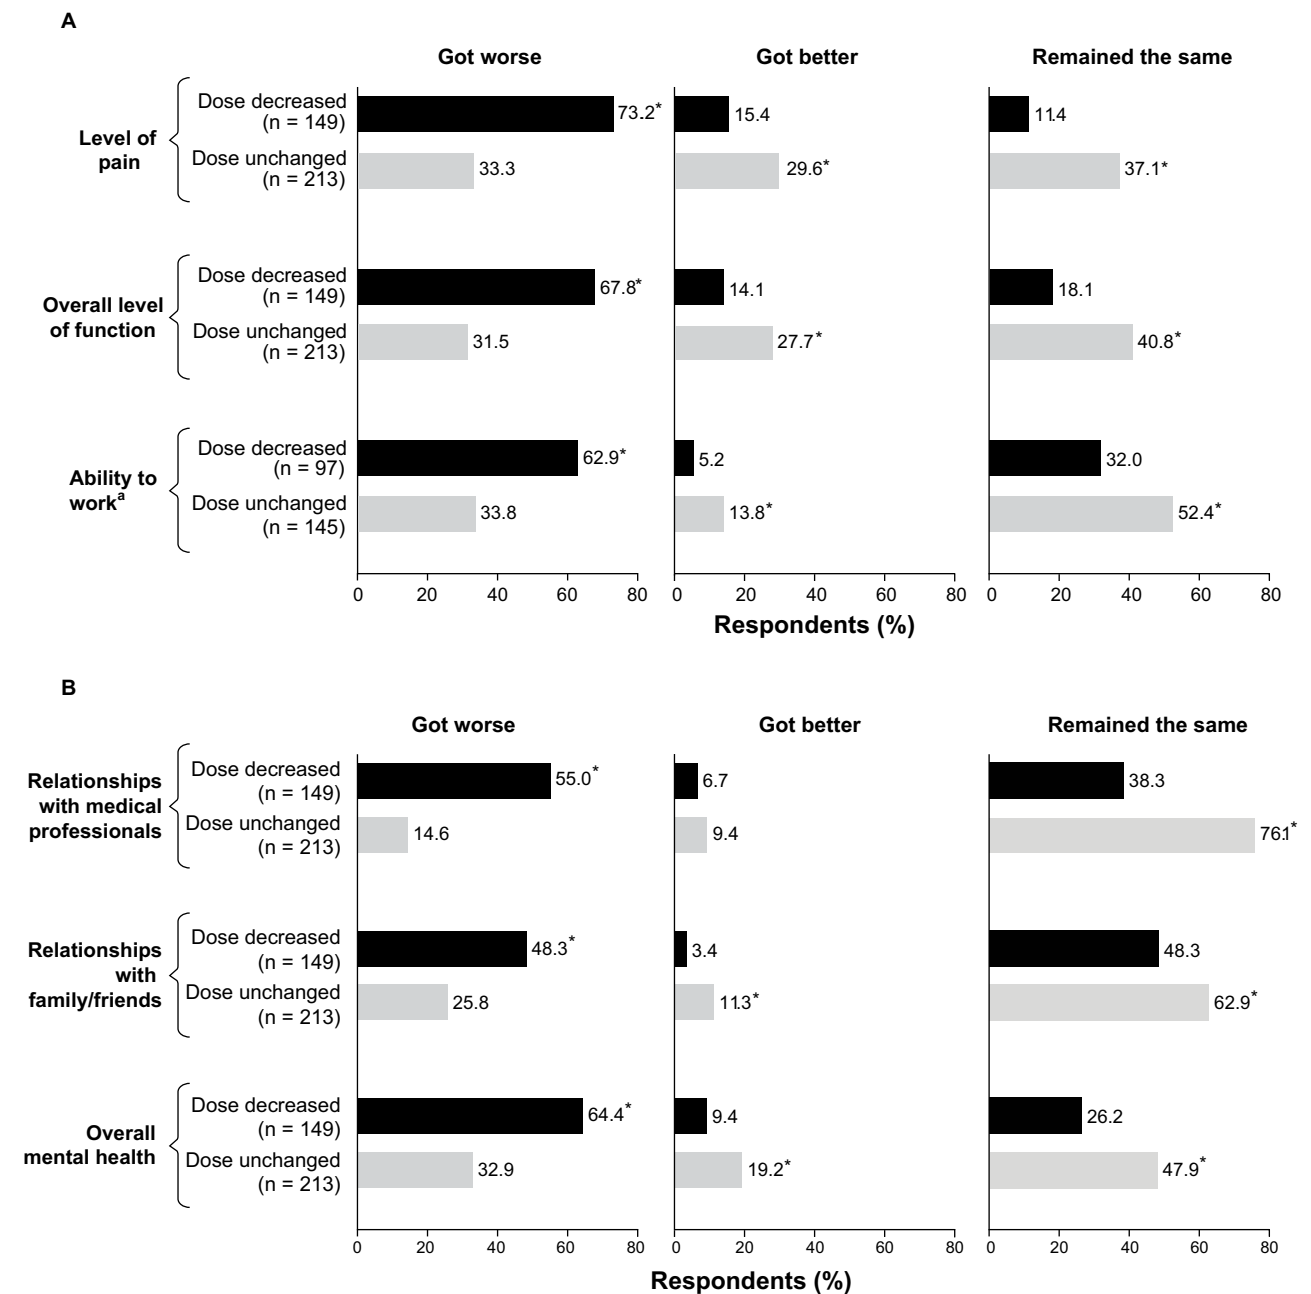 A
Got worse Got better Remained the same
Level of
pain
Dose decreased
(n = 149)
73.2* 15.4 11.4
Dose unchanged
(n = 213)
33.3 29.6* 37.1*
Overall level
of function
Dose decreased
(n = 149)
67.8* 14.1 18.1
Dose unchanged
(n = 213)
31.5 27.7* 40.8*
Ability to
workᵃ
Dose decreased
(n = 97)
62.9* 5.2 32.0
Dose unchanged
(n = 145)
33.8 13.8* 52.4*
0 20 40 60 80 0 20 40 60 80 0 20 40 60 80
Respondents (%)
B
Got worse Got better Remained the same
Relationships
with medical
professionals
Dose decreased
(n = 149)
55.0* 6.7 38.3
Dose unchanged
(n = 213)
14.6 9.4 76.1*
Relationships
with
family/friends
Dose decreased
(n = 149)
48.3* 3.4 48.3
Dose unchanged
(n = 213)
25.8 11.3* 62.9*
Overall
mental health
Dose decreased
(n = 149)
64.4* 9.4 26.2
Dose unchanged
(n = 213)
32.9 19.2* 47.9*
0 20 40 60 80 0 20 40 60 80 0 20 40 60 80
Respondents (%)